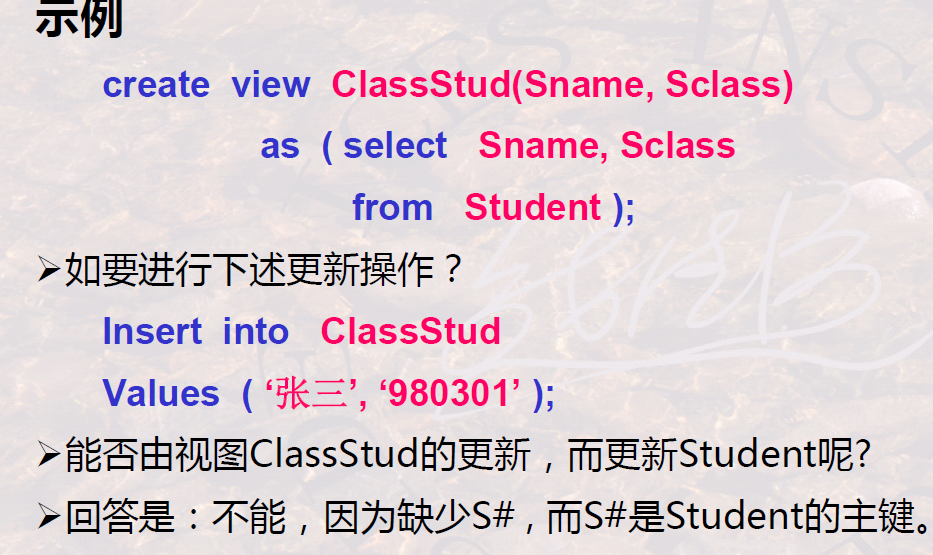 示例
create view ClassStud(Sname, Sclass)
as ( select Sname, Sclass
from Student );
➢如要进行下述更新操作？
Insert into ClassStud
Values ( ‘张三’, ‘980301’ );
➢能否由视图ClassStud的更新，而更新Student呢?
➢回答是：不能，因为缺少S#，而S#是Student的主键。